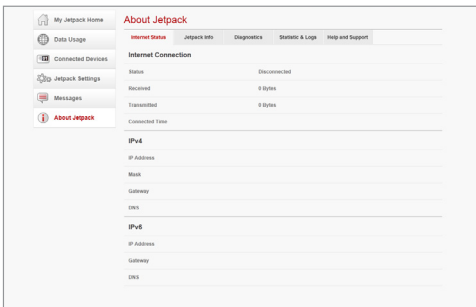 My Jetpack Home
Data Usage
Connected Devices
Jetpack Settings
Messages
About Jetpack
About Jetpack
Internet Status Jetpack Info Diagnostics Statistic & Logs Help and Support
Internet Connection
Status Disconnected
Received 0 Bytes
Transmitted 0 Bytes
Connected Time
IPv4
IP Address
Mask
Gateway
DNS
IPv6
IP Address
Gateway
DNS